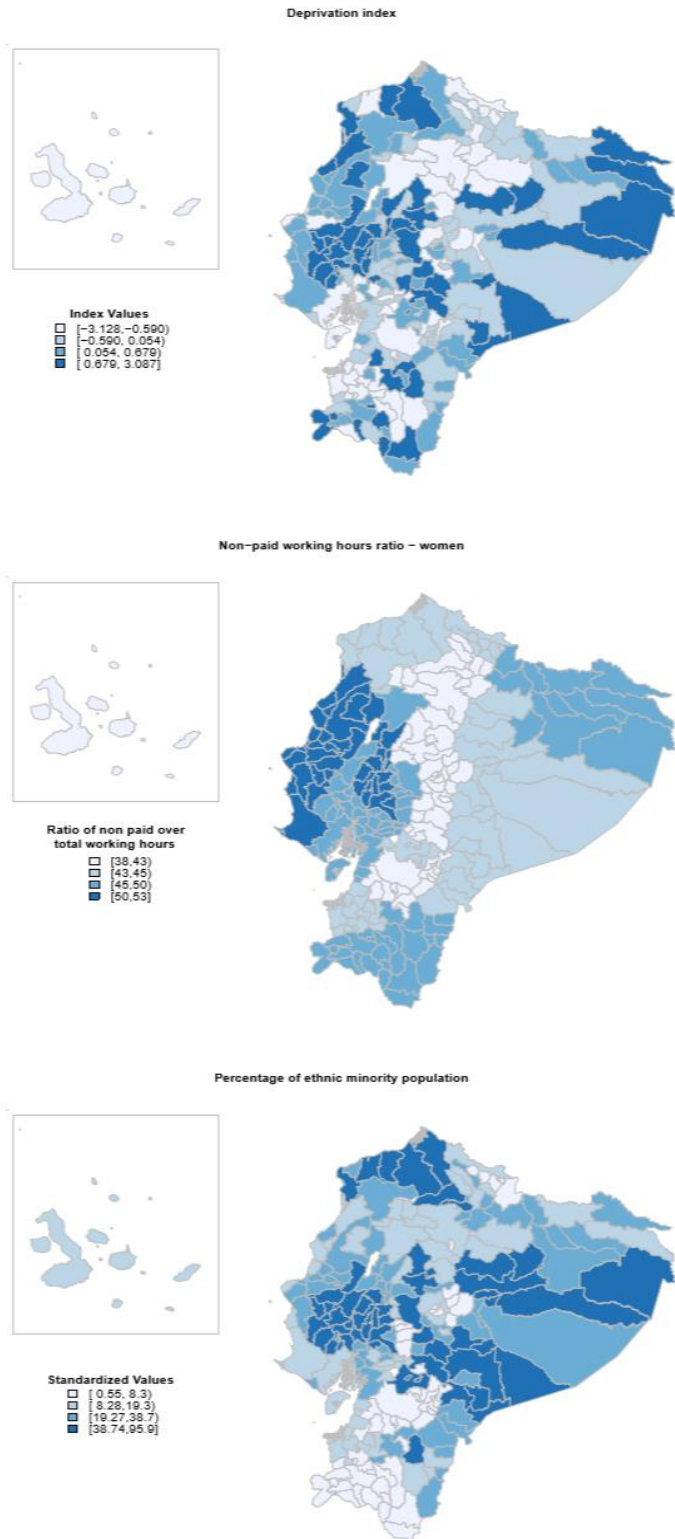 Deprivation index
Index Values
[−3.128,−0.590)
[−0.590, 0.054)
[ 0.054, 0.679)
[ 0.679, 3.087]
Non−paid working hours ratio − women
Ratio of non paid over
total working hours
[38,43)
[43,45)
[45,50)
[50,53]
Percentage of ethnic minority population
Standardized Values
[ 0.55, 8.3)
[ 8.28,19.3)
[19.27,38.7)
[38.74,95.9]